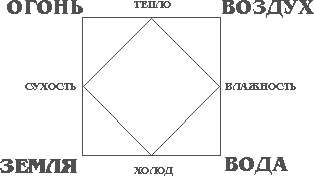 ОГОНЬ ТЕПЛО ВОЗДУХ
СУХОСТЬ ВЛАЖНОСТЬ
ЗЕМЛЯ ХОЛОД ВОДА